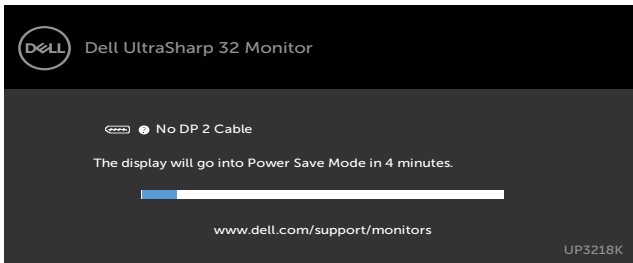 DELL
Dell UltraSharp 32 Monitor
? No DP 2 Cable
The display will go into Power Save Mode in 4 minutes.
www.dell.com/support/monitors
UP3218K